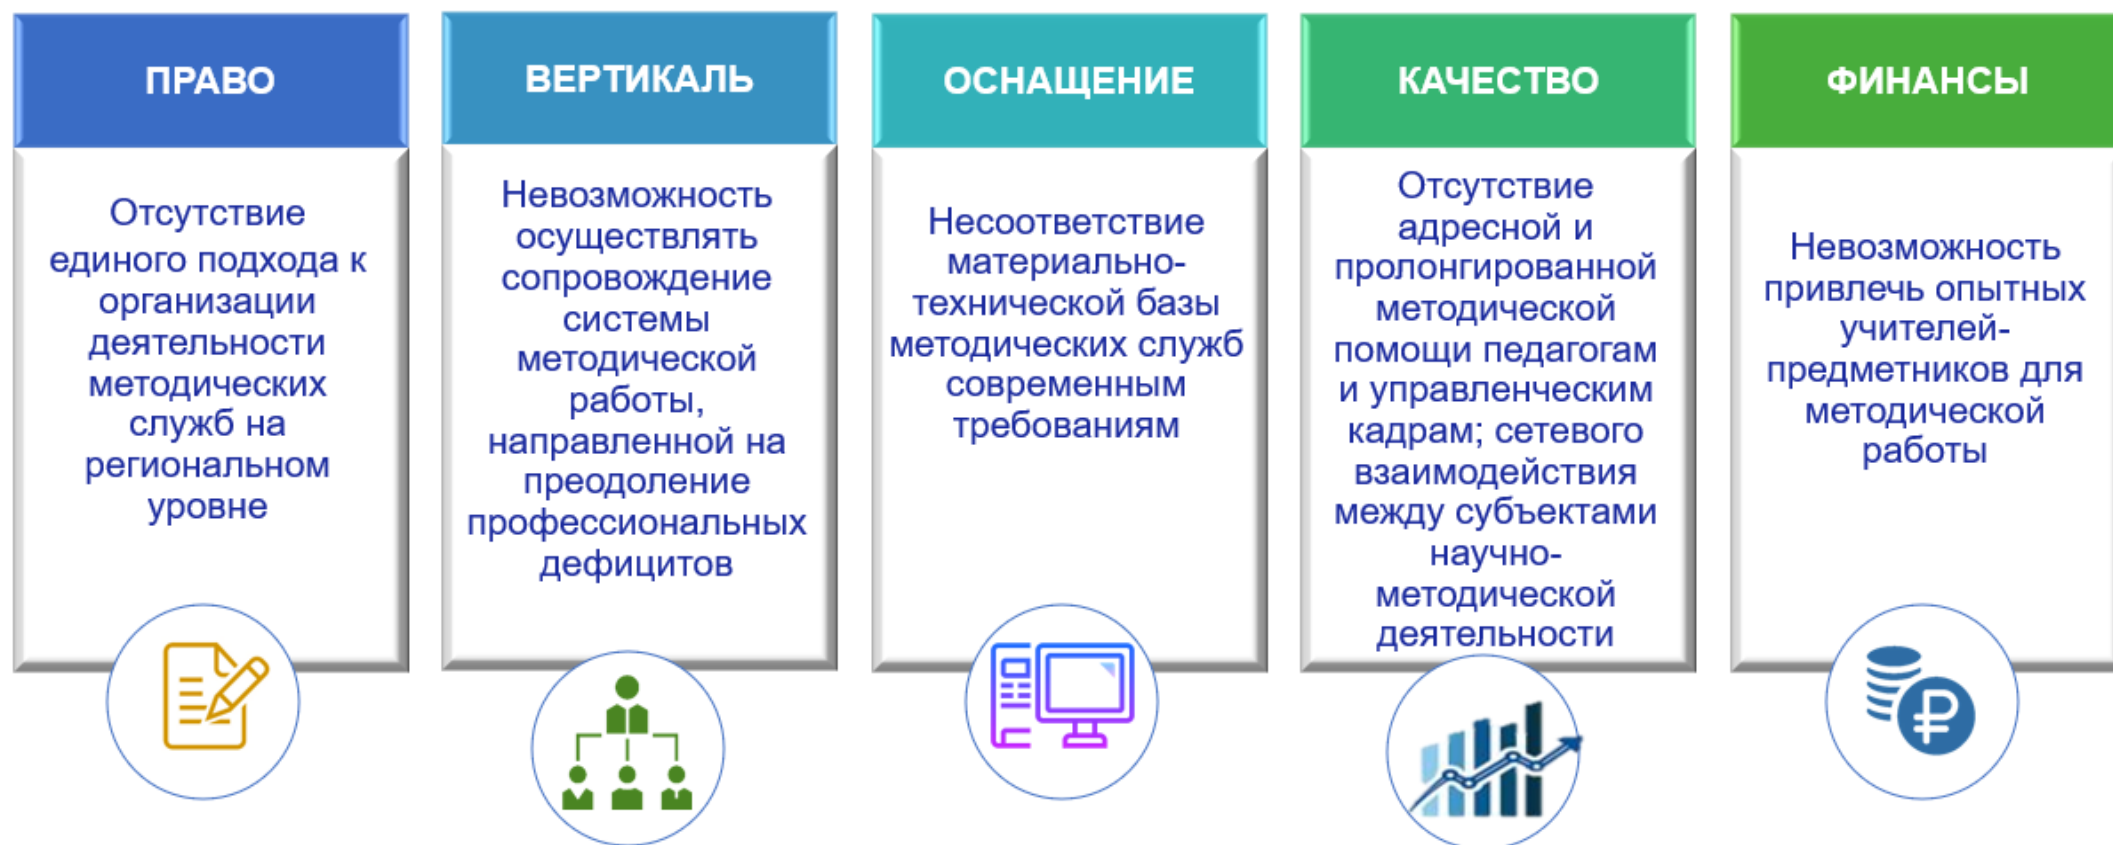 ПРАВО
Отсутствие
единого подхода к
организации
деятельности
методических
служб на
региональном
уровне
ВЕРТИКАЛЬ
Невозможность
осуществлять
сопровождение
системы
методической
работы,
направленной на
преодоление
профессиональных
дефицитов
ОСНАЩЕНИЕ
Несоответствие
материально-
технической базы
методических служб
современным
требованиям
КАЧЕСТВО
Отсутствие
адресной и
пролонгированной
методической
помощи педагогам
и управленческим
кадрам; сетевого
взаимодействия
между субъектами
научно-
методической
деятельности
ФИНАНСЫ
Невозможность
привлечь опытных
учителей-
предметников для
методической
работы